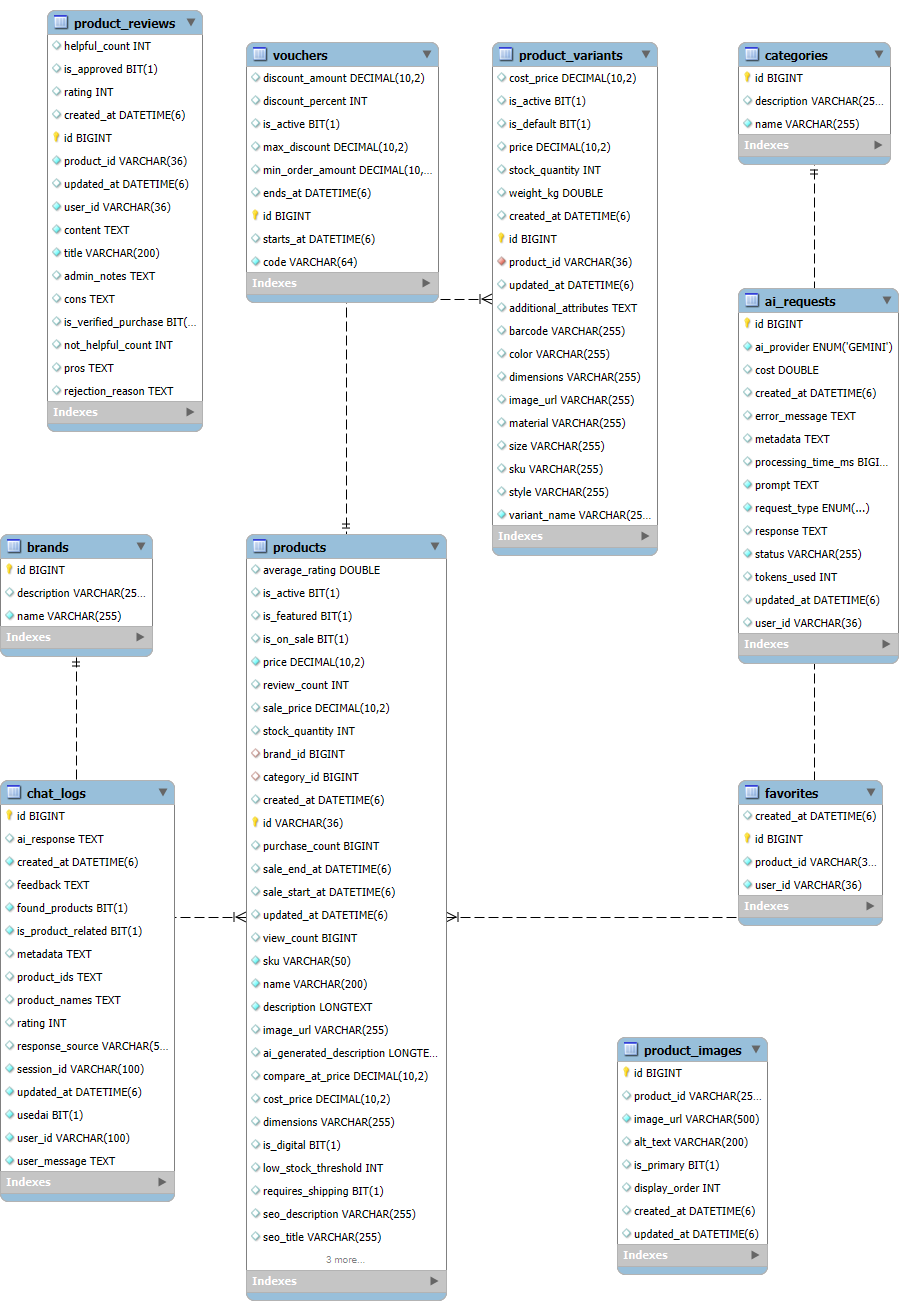 product_reviews
helpful_count INT
is_approved BIT(1)
rating INT
created_at DATETIME(6)
id BIGINT
product_id VARCHAR(36)
updated_at DATETIME(6)
user_id VARCHAR(36)
content TEXT
title VARCHAR(200)
admin_notes TEXT
cons TEXT
is_verified_purchase BIT(...
not_helpful_count INT
pros TEXT
rejection_reason TEXT
Indexes
vouchers
discount_amount DECIMAL(10,2)
discount_percent INT
is_active BIT(1)
max_discount DECIMAL(10,2)
min_order_amount DECIMAL(10,...
ends_at DATETIME(6)
id BIGINT
starts_at DATETIME(6)
code VARCHAR(64)
Indexes
product_variants
cost_price DECIMAL(10,2)
is_active BIT(1)
is_default BIT(1)
price DECIMAL(10,2)
stock_quantity INT
weight_kg DOUBLE
created_at DATETIME(6)
id BIGINT
product_id VARCHAR(36)
updated_at DATETIME(6)
additional_attributes TEXT
barcode VARCHAR(255)
color VARCHAR(255)
dimensions VARCHAR(255)
image_url VARCHAR(255)
material VARCHAR(255)
size VARCHAR(255)
sku VARCHAR(255)
style VARCHAR(255)
variant_name VARCHAR(25...
Indexes
categories
id BIGINT
description VARCHAR(25...
name VARCHAR(255)
Indexes
ai_requests
id BIGINT
ai_provider ENUM('GEMINI')
cost DOUBLE
created_at DATETIME(6)
error_message TEXT
metadata TEXT
processing_time_ms BIGI...
prompt TEXT
request_type ENUM(...)
response TEXT
status VARCHAR(255)
tokens_used INT
updated_at DATETIME(6)
user_id VARCHAR(36)
Indexes
brands
id BIGINT
description VARCHAR(25...
name VARCHAR(255)
Indexes
products
average_rating DOUBLE
is_active BIT(1)
is_featured BIT(1)
is_on_sale BIT(1)
price DECIMAL(10,2)
review_count INT
sale_price DECIMAL(10,2)
stock_quantity INT
brand_id BIGINT
category_id BIGINT
created_at DATETIME(6)
id VARCHAR(36)
purchase_count BIGINT
sale_end_at DATETIME(6)
sale_start_at DATETIME(6)
updated_at DATETIME(6)
view_count BIGINT
sku VARCHAR(50)
name VARCHAR(200)
description LONGTEXT
image_url VARCHAR(255)
ai_generated_description LONGTE...
compare_at_price DECIMAL(10,2)
cost_price DECIMAL(10,2)
dimensions VARCHAR(255)
is_digital BIT(1)
low_stock_threshold INT
requires_shipping BIT(1)
seo_description VARCHAR(255)
seo_title VARCHAR(255)
3 more...
Indexes
chat_logs
id BIGINT
ai_response TEXT
created_at DATETIME(6)
feedback TEXT
found_products BIT(1)
is_product_related BIT(1)
metadata TEXT
product_ids TEXT
product_names TEXT
rating INT
response_source VARCHAR(5...
session_id VARCHAR(100)
updated_at DATETIME(6)
usedai BIT(1)
user_id VARCHAR(100)
user_message TEXT
Indexes
favorites
created_at DATETIME(6)
id BIGINT
product_id VARCHAR(3...
user_id VARCHAR(36)
Indexes
product_images
id BIGINT
product_id VARCHAR(25...
image_url VARCHAR(500)
alt_text VARCHAR(200)
is_primary BIT(1)
display_order INT
created_at DATETIME(6)
updated_at DATETIME(6)
Indexes